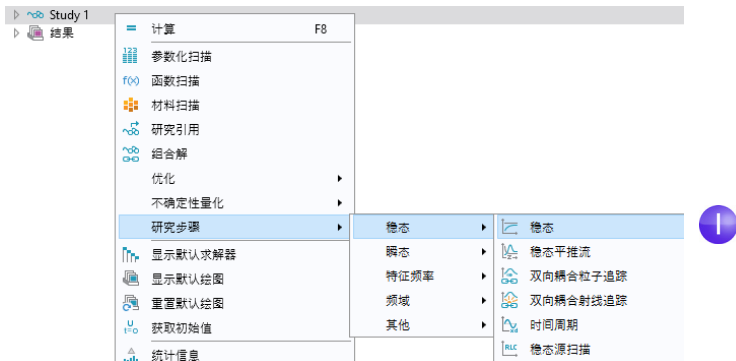 Study 1
结果
计算 F8
参数化扫描
函数扫描
材料扫描
研究引用
组合解
优化
不确定性量化
研究步骤
显示默认求解器
显示默认绘图
重置默认绘图
获取初始值
统计信息
稳态
瞬态
特征频率
频域
其他
稳态
稳态平推流
双向耦合粒子追踪
双向耦合射线追踪
时间周期
稳态源扫描
I